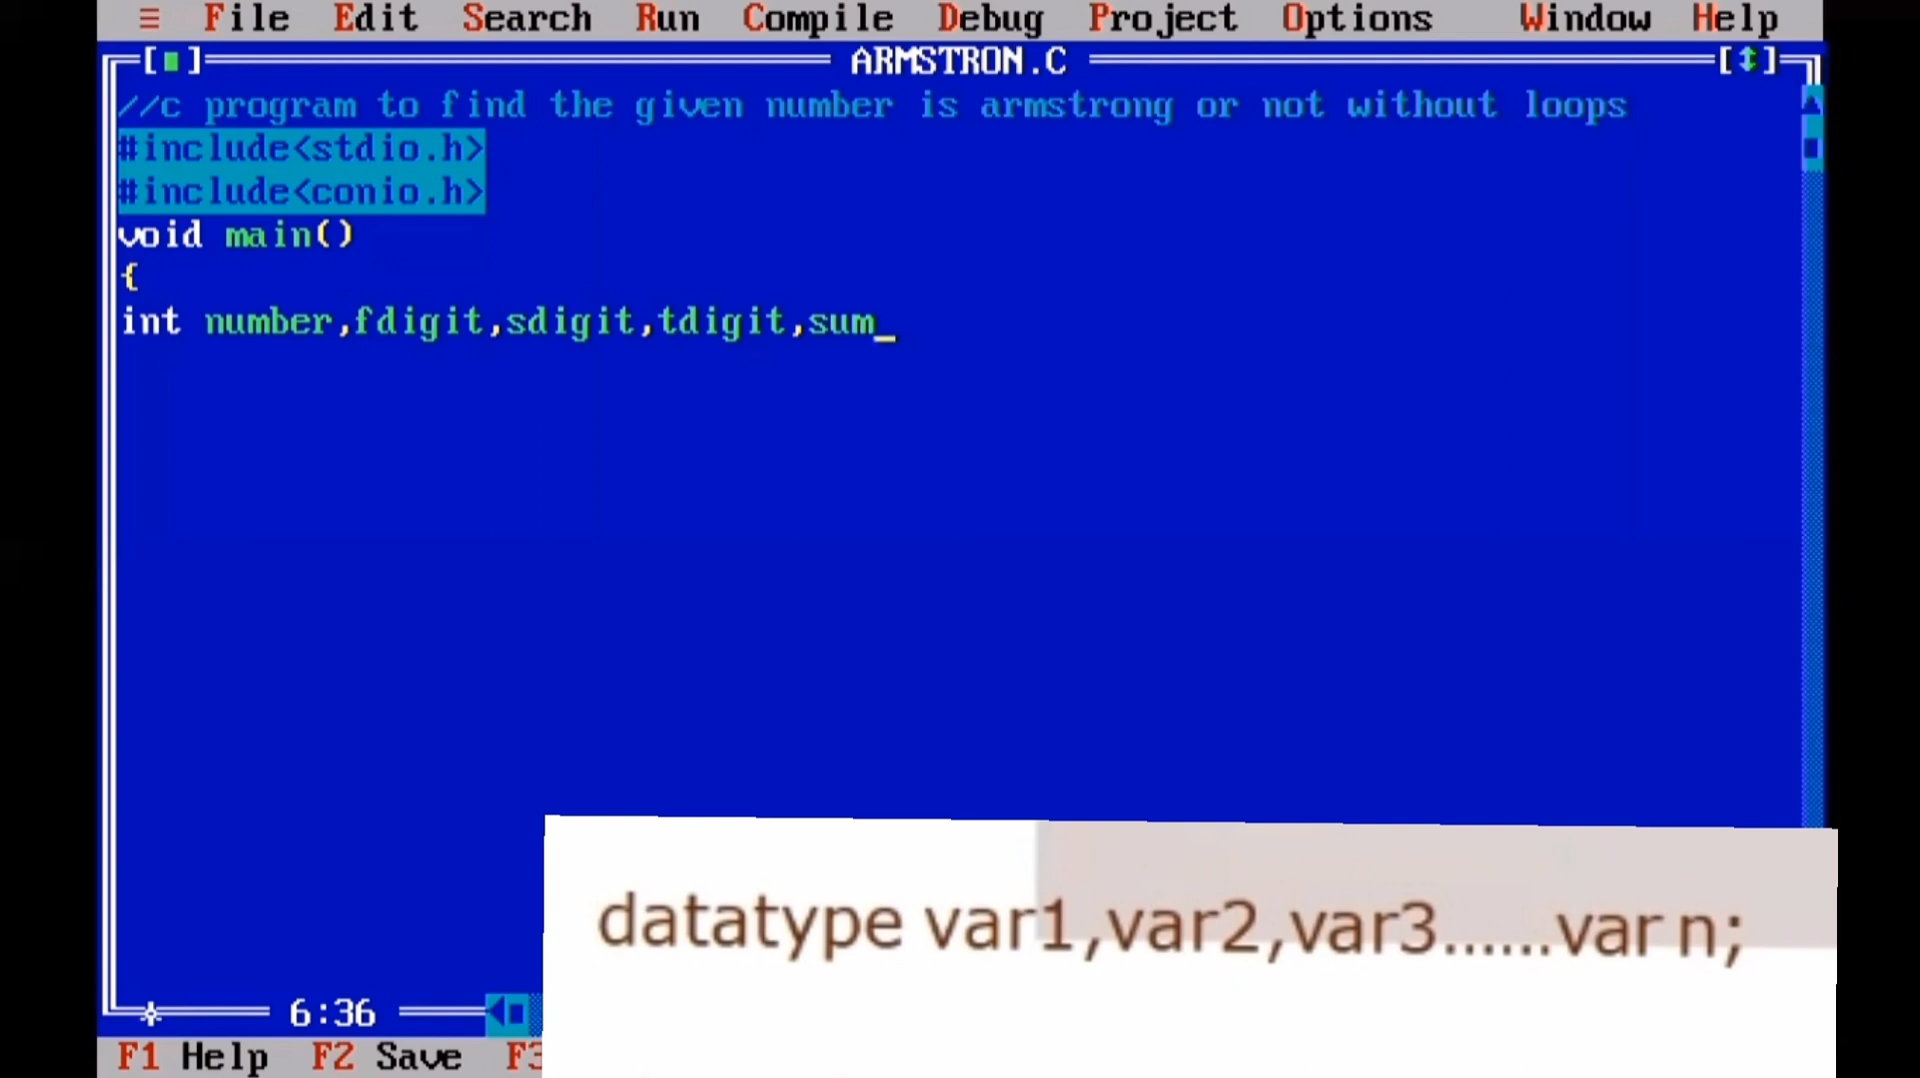 ≡ File Edit Search Run Compile Debug Project Options Window Help
[■] ARMSTRON.C [↕]
//c program to find the given number is armstrong or not without loops
#include<stdio.h>
#include<conio.h>
void main()
{
int number,fdigit,sdigit,tdigit,sum_
datatype var1,var2,var3......var n;
6:36
F1 Help F2 Save F3